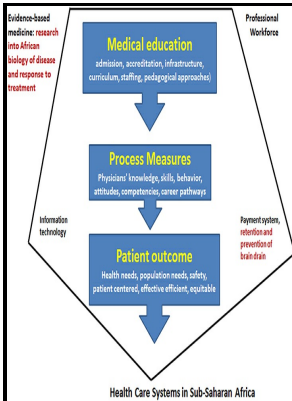 Evidence-based
medicine: research
into African
biology of disease
and response to
treatment
Professional
Workforce
Medical education
admission, accreditation, infrastructure,
curriculum, staffing, pedagogical approaches)
Process Measures
Physicians' knowledge, skills, behavior,
attitudes, competencies, career pathways
Information
technology
Payment system,
retention and
prevention of
brain drain
Patient outcome
Health needs, population needs, safety,
patient centered, effective efficient, equitable
Health Care Systems in Sub-Saharan Africa